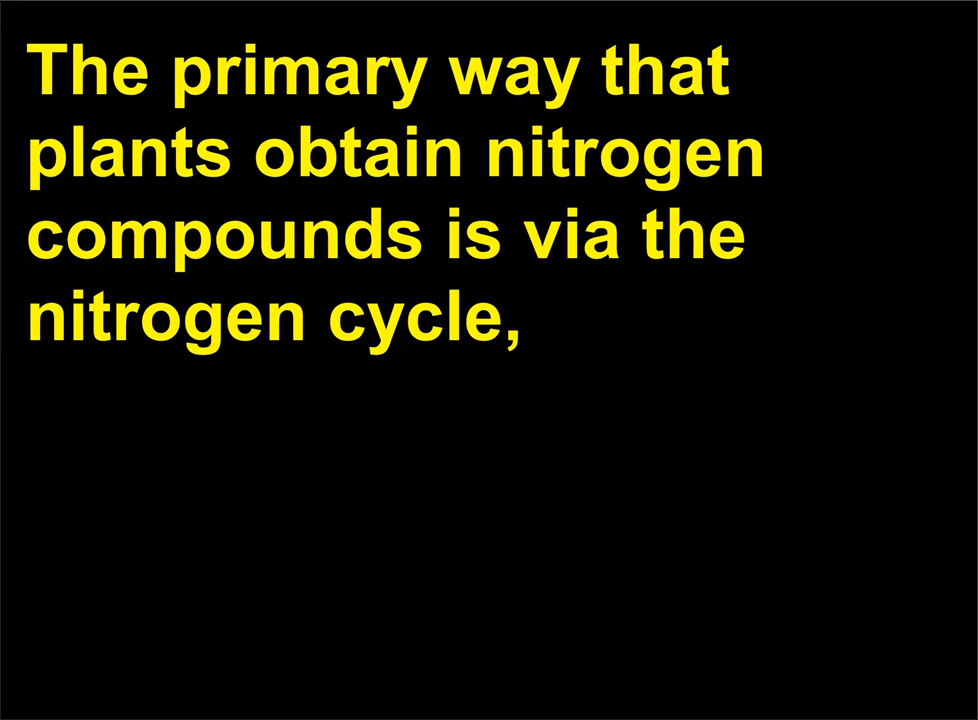 The primary way that
plants obtain nitrogen
compounds is via the
nitrogen cycle,